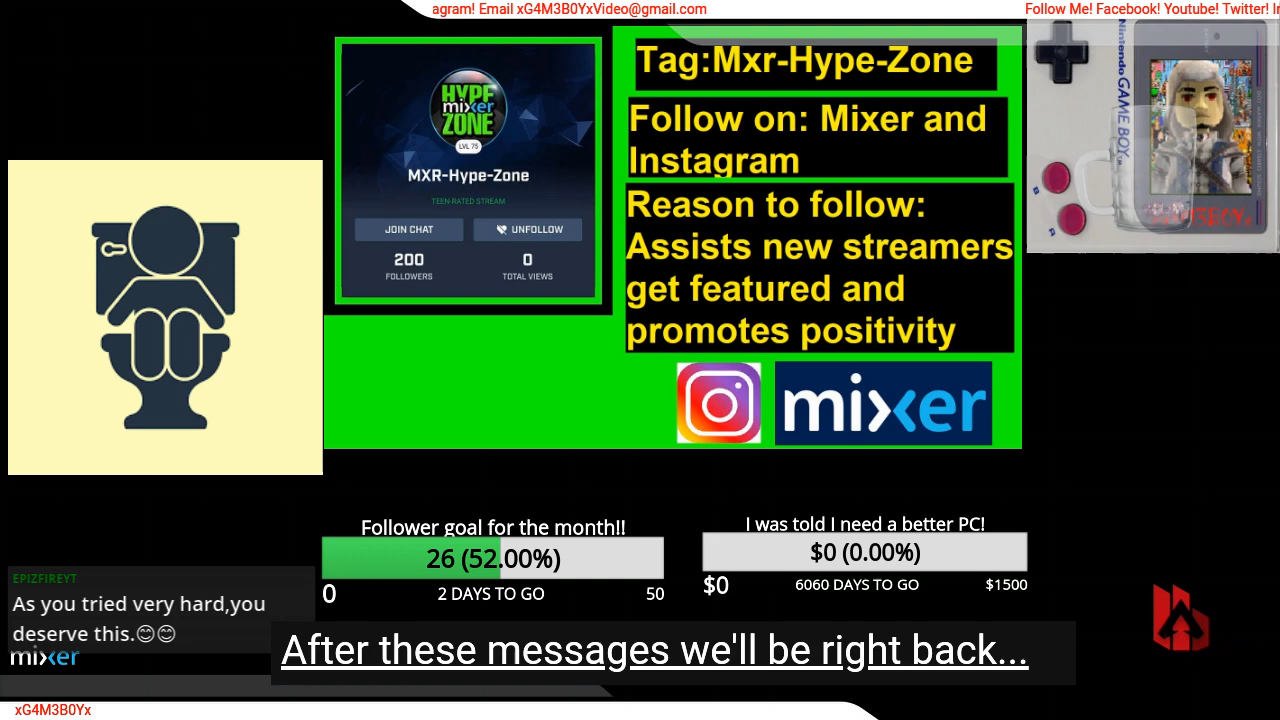 agram! Email xG4M3B0YxVideo@gmail.com
Follow Me! Facebook! Youtube! Twitter! I
Tag:Mxr-Hype-Zone
Follow on: Mixer and
Instagram
Reason to follow:
Assists new streamers
get featured and
promotes positivity
HYPE
mixer
ZONE
LVL 75
MXR-Hype-Zone
TEEN-RATED STREAM
JOIN CHAT
UNFOLLOW
200
FOLLOWERS
0
TOTAL VIEWS
Nintendo GAME BOY
mixer
Follower goal for the month!!
26 (52.00%)
0
2 DAYS TO GO
50
I was told I need a better PC!
$0 (0.00%)
$0
6060 DAYS TO GO
$1500
EPIZFIREYT
As you tried very hard,you
deserve this.😊😊
mixer
After these messages we'll be right back...
xG4M3B0Yx